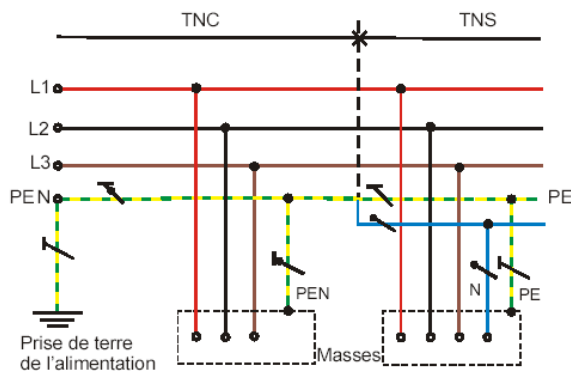 TNC
TNS
L1
L2
L3
PEN
PE
PEN
N
PE
Prise de terre
de l'alimentation
Masses